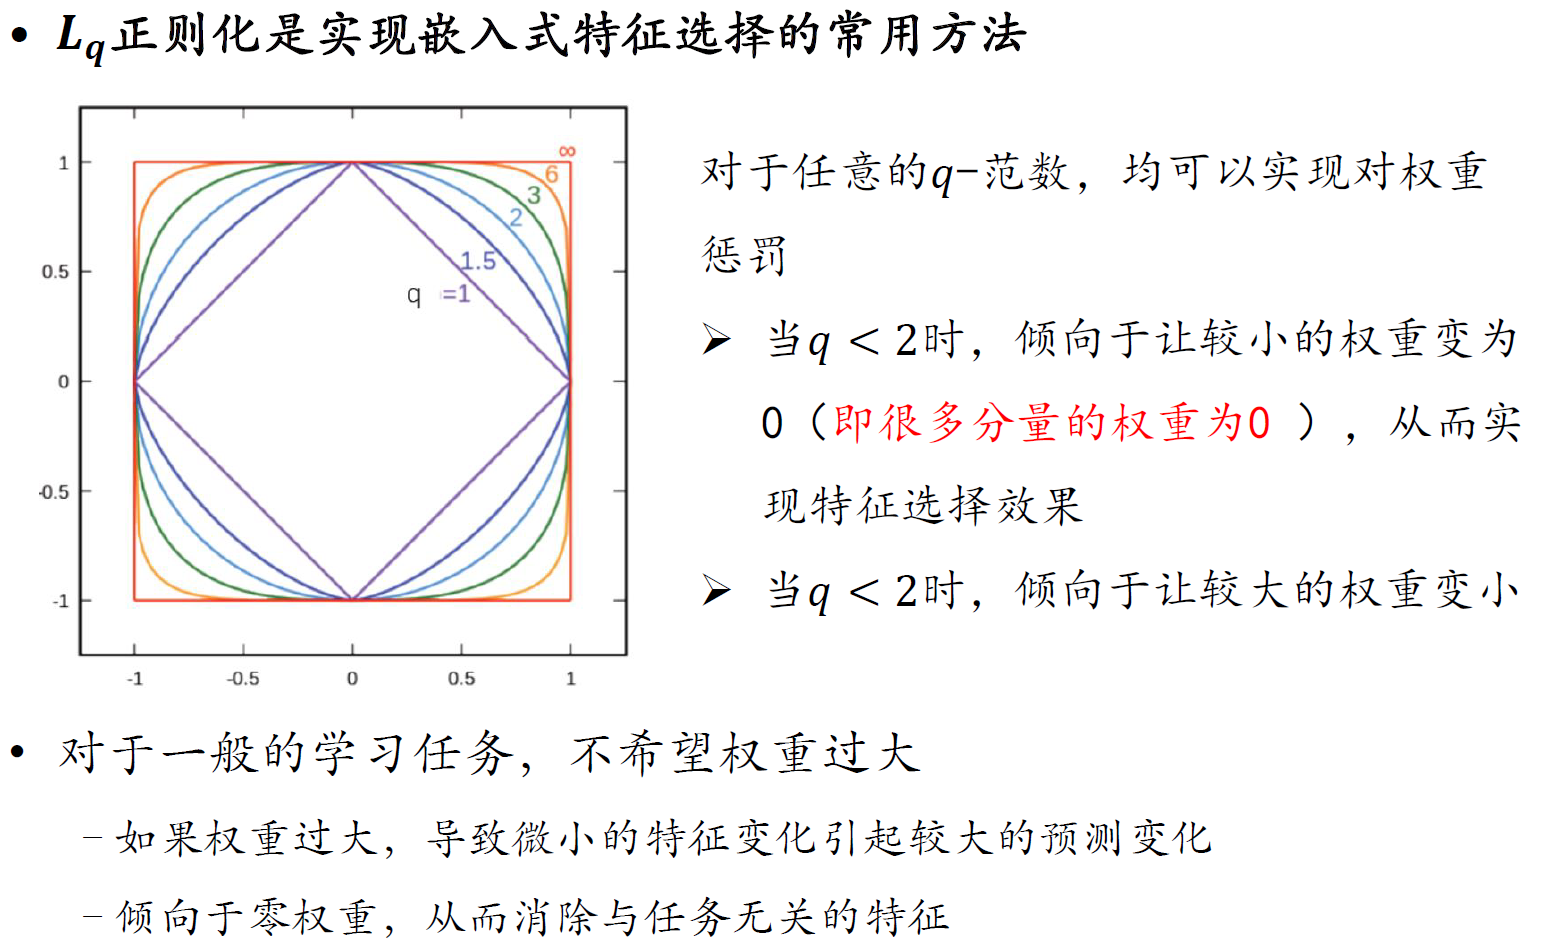 • L_q正则化是实现嵌入式特征选择的常用方法
∞
1
6
3
2
0.5
1.5
q =1
0
-0.5
-1
-1 -0.5 0 0.5 1
对于任意的q-范数，均可以实现对权重
惩罚
➢ 当q < 2时，倾向于让较小的权重变为
0（即很多分量的权重为0 ），从而实
现特征选择效果
➢ 当q < 2时，倾向于让较大的权重变小
• 对于一般的学习任务，不希望权重过大
– 如果权重过大，导致微小的特征变化引起较大的预测变化
– 倾向于零权重，从而消除与任务无关的特征